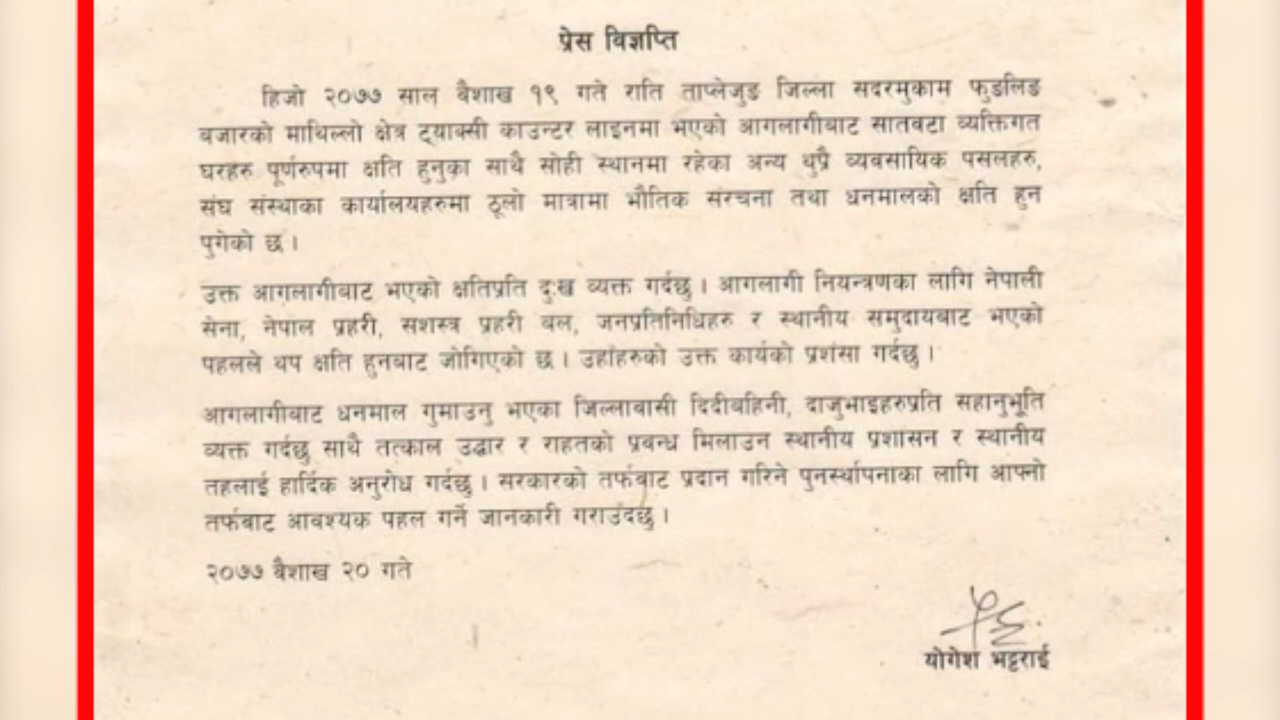 प्रेस विज्ञप्ति
हिजो २०७७ साल बैशाख १९ गते राति ताप्लेजुङ जिल्ला सदरमुकाम फुङलिङ
बजारको माथिल्लो क्षेत्र ट्याक्सी काउन्टर लाइनमा भएको आगलागीबाट सातवटा व्यक्तिगत
घरहरु पूर्णरुपमा क्षति हुनुका साथै सोही स्थानमा रहेका अन्य थुप्रै व्यवसायिक पसलहरु,
संघ संस्थाका कार्यालयहरुमा ठूलो मात्रामा भौतिक संरचना तथा धनमालको क्षति हुन
पुगेको छ ।
उक्त आगलागीबाट भएको क्षतिप्रति दुःख व्यक्त गर्दछु । आगलागी नियन्त्रणका लागि नेपाली
सेना, नेपाल प्रहरी, सशस्त्र प्रहरी बल, जनप्रतिनिधिहरु र स्थानीय समुदायबाट भएको
पहलले थप क्षति हुनबाट जोगिएको छ । उहाँहरुको उक्त कार्यको प्रशंसा गर्दछु ।
आगलागीबाट धनमाल गुमाउनु भएका जिल्लाबासी दिदीबहिनी, दाजुभाइहरुप्रति सहानुभूति
व्यक्त गर्दछु साथै तत्काल उद्धार र राहतको प्रबन्ध मिलाउन स्थानीय प्रशासन र स्थानीय
तहलाई हार्दिक अनुरोध गर्दछु । सरकारको तर्फबाट प्रदान गरिने पुनर्स्थापनाका लागि आफ्नो
तर्फबाट आवश्यक पहल गर्ने जानकारी गराउँदछु ।
२०७७ बैशाख २० गते
योगेश भट्टराई